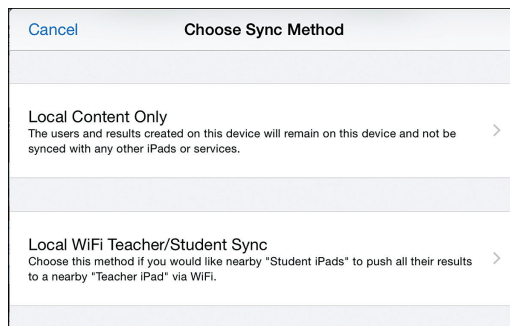 Cancel Choose Sync Method
Local Content Only
The users and results created on this device will remain on this device and not be
synced with any other iPads or services.
Local WiFi Teacher/Student Sync
Choose this method if you would like nearby "Student iPads" to push all their results
to a nearby "Teacher iPad" via WiFi.